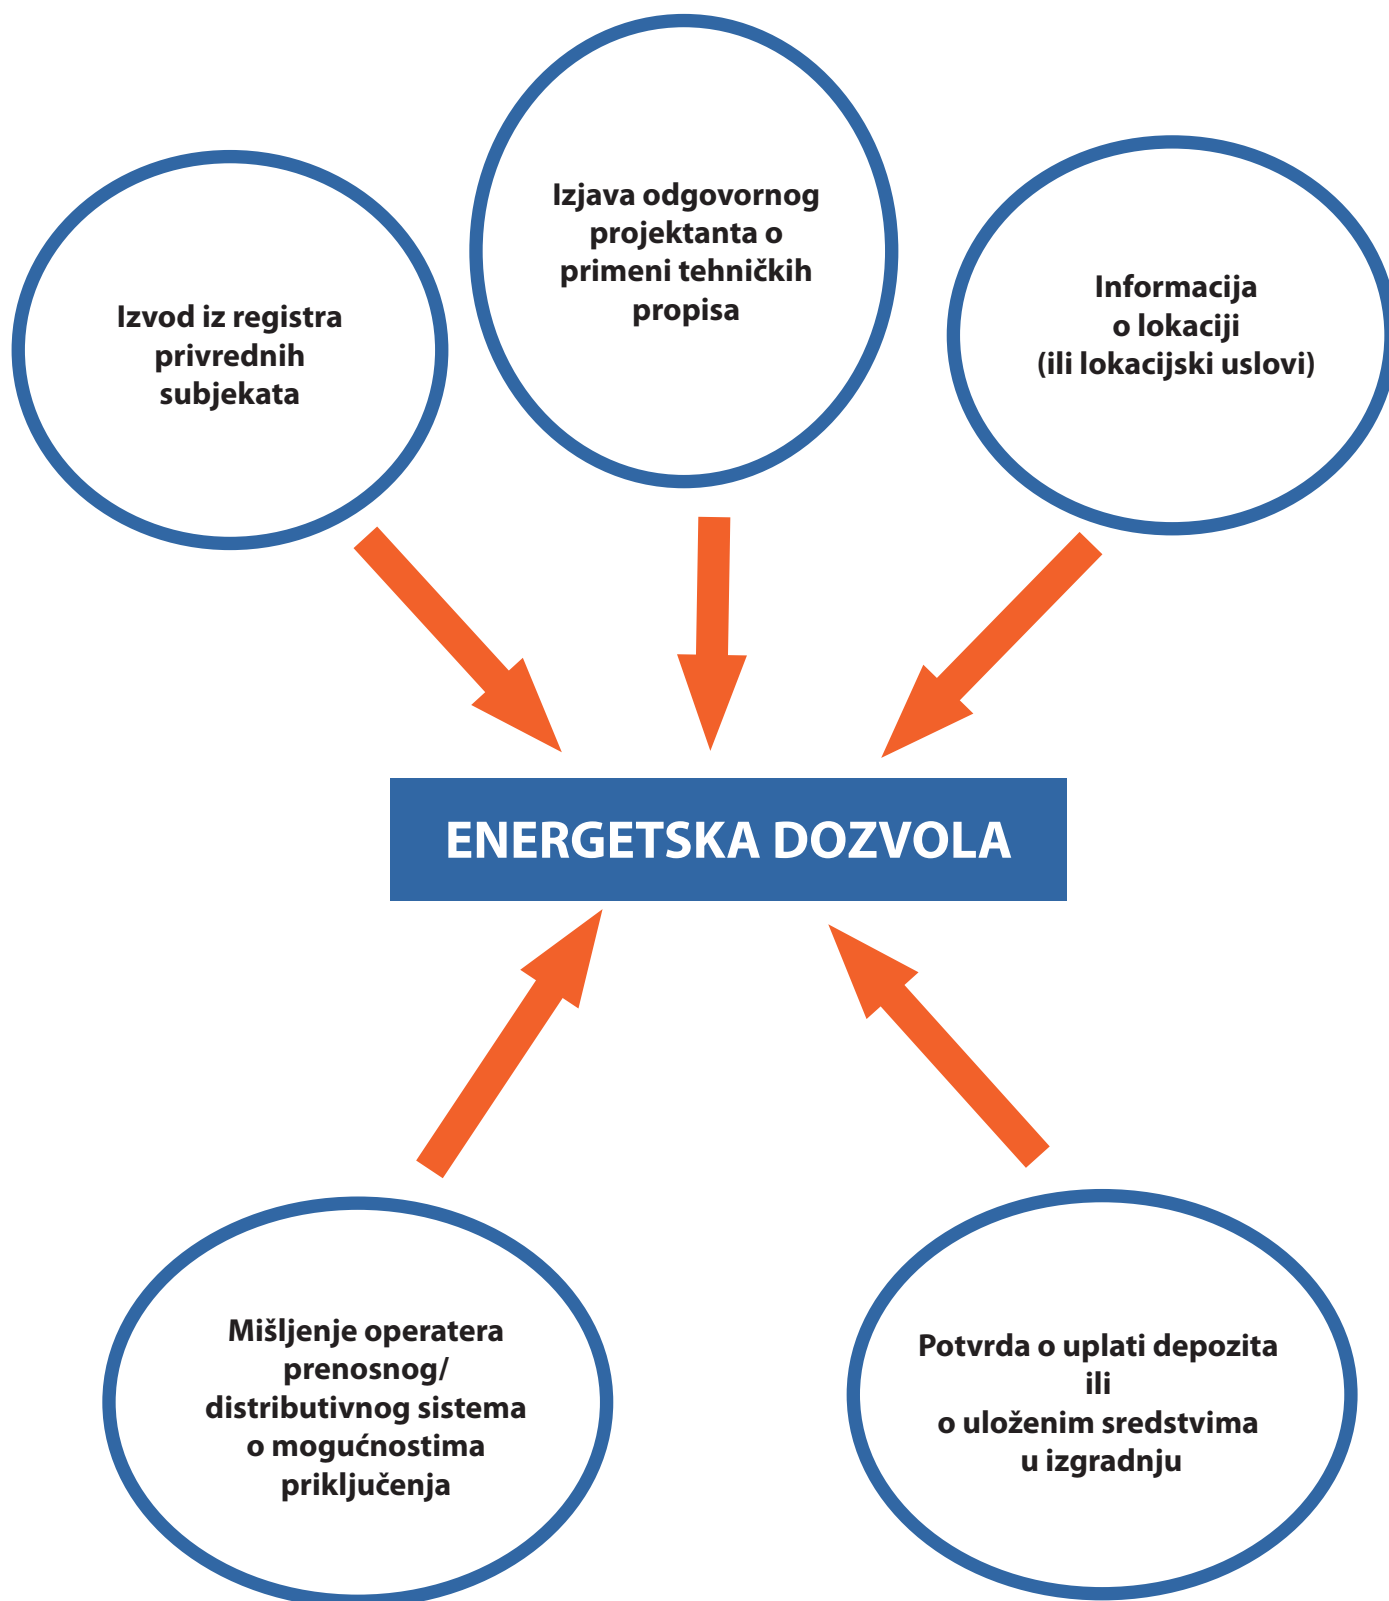 Izvod iz registra
privrednih
subjekata
Izjava odgovornog
projektanta o
primeni tehničkih
propisa
Informacija
o lokaciji
(ili lokacijski uslovi)
ENERGETSKA DOZVOLA
Mišljenje operatera
prenosnog/
distributivnog sistema
o mogućnostima
priključenja
Potvrda o uplati depozita
ili
o uloženim sredstvima
u izgradnju